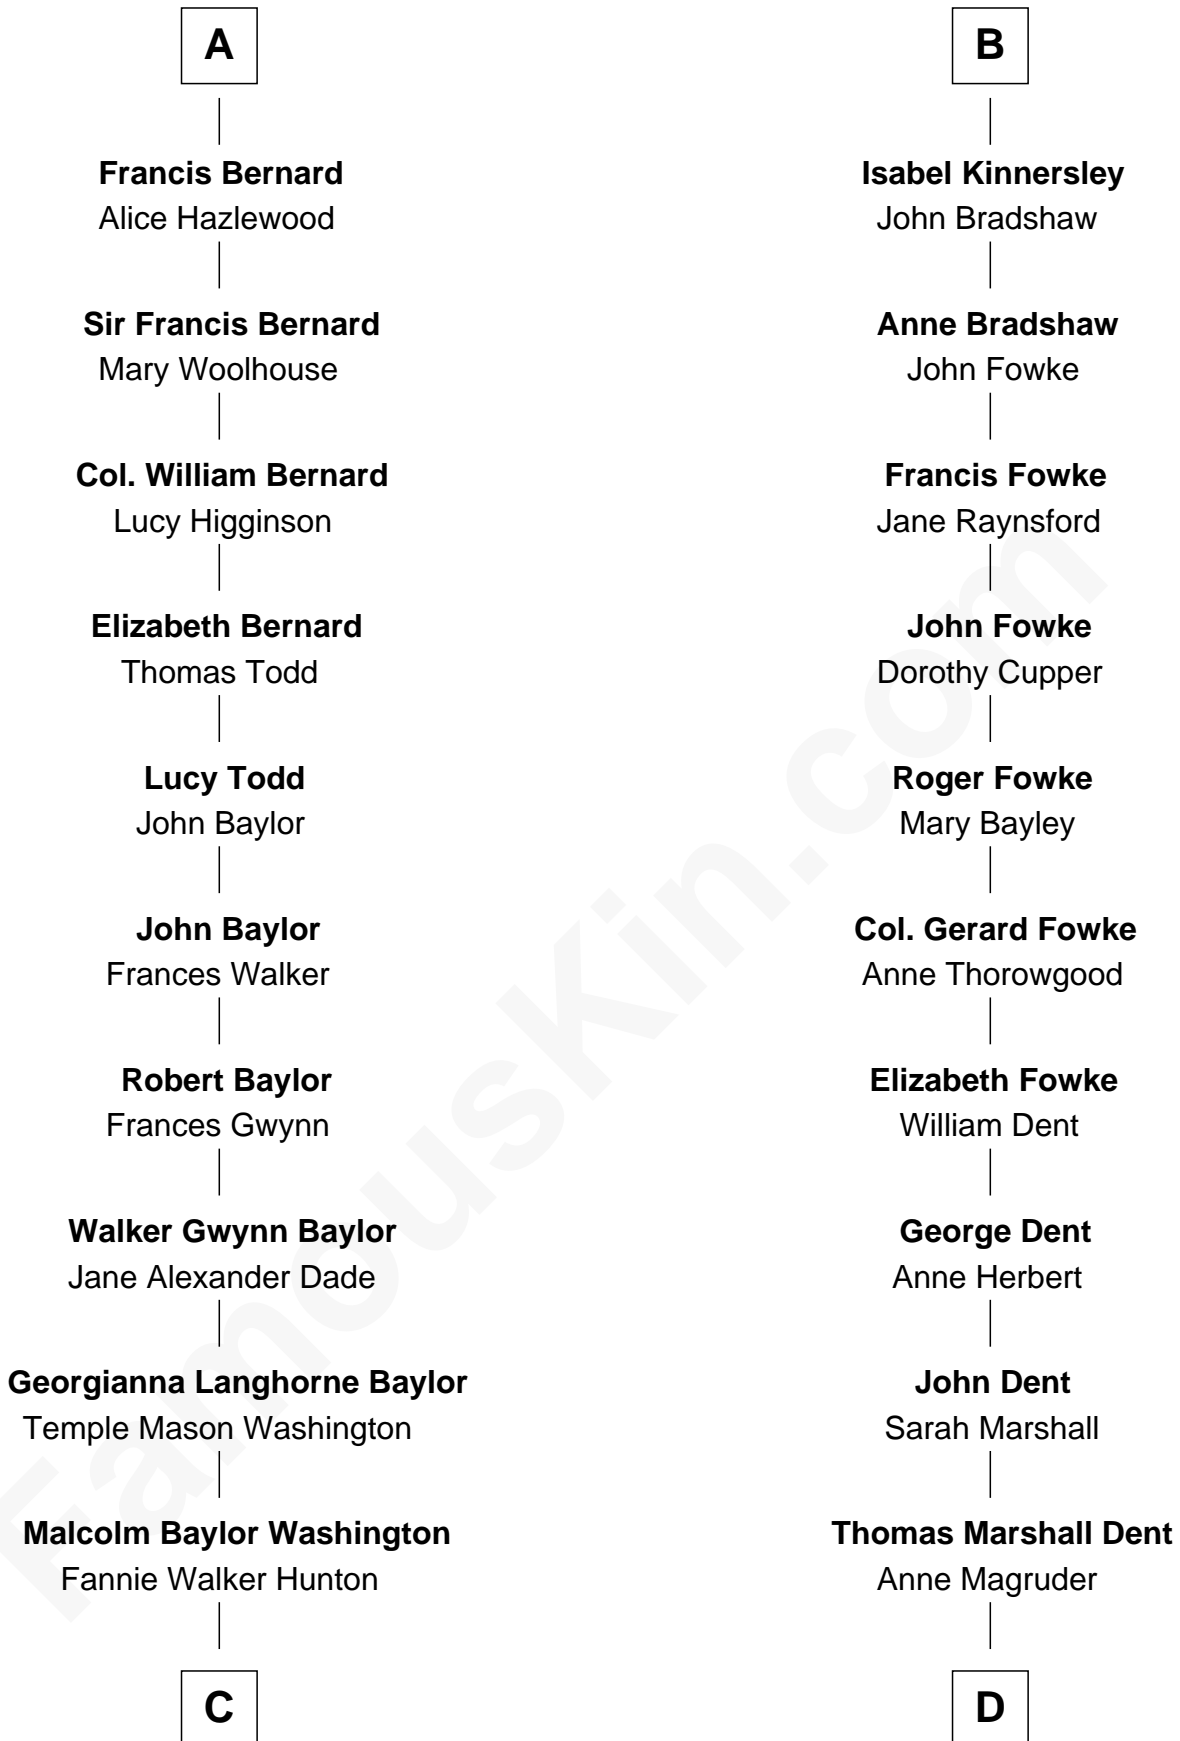 A
Francis Bernard
Alice Hazlewood
Sir Francis Bernard
Mary Woolhouse
Col. William Bernard
Lucy Higginson
Elizabeth Bernard
Thomas Todd
Lucy Todd
John Baylor
John Baylor
Frances Walker
Robert Baylor
Frances Gwynn
Walker Gwynn Baylor
Jane Alexander Dade
Georgianna Langhorne Baylor
Temple Mason Washington
Malcolm Baylor Washington
Fannie Walker Hunton
C
B
Isabel Kinnersley
John Bradshaw
Anne Bradshaw
John Fowke
Francis Fowke
Jane Raynsford
John Fowke
Dorothy Cupper
Roger Fowke
Mary Bayley
Col. Gerard Fowke
Anne Thorowgood
Elizabeth Fowke
William Dent
George Dent
Anne Herbert
John Dent
Sarah Marshall
Thomas Marshall Dent
Anne Magruder
D
FamousKin.com